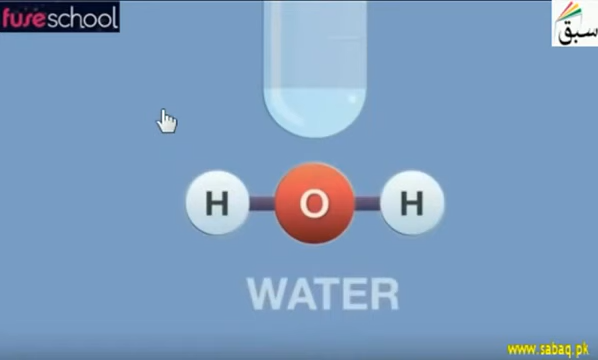 fuseschool
سبق
H O H
WATER
www.sabaq.pk